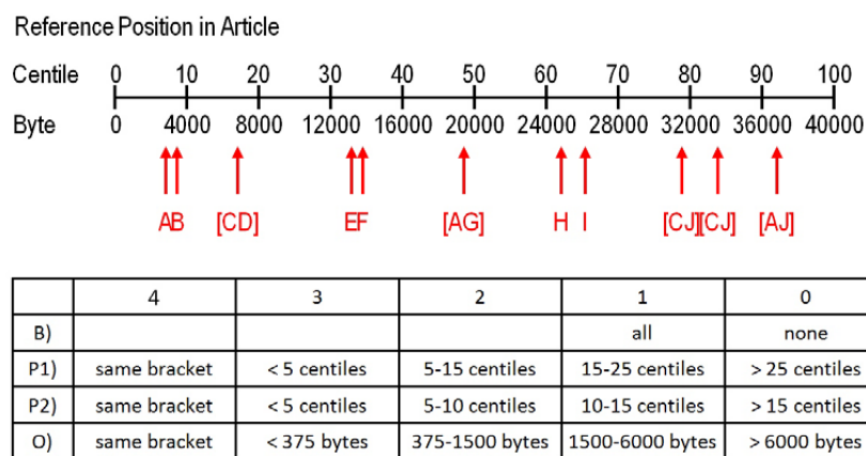 Reference Position in Article
Centile 0 10 20 30 40 50 60 70 80 90 100
Byte 0 4000 8000 12000 16000 20000 24000 28000 32000 36000 40000
AB [CD] EF [AG] H I [CJ][CJ] [AJ]
4 3 2 1 0
B) all none
P1) same bracket < 5 centiles 5-15 centiles 15-25 centiles > 25 centiles
P2) same bracket < 5 centiles 5-10 centiles 10-15 centiles > 15 centiles
O) same bracket < 375 bytes 375-1500 bytes 1500-6000 bytes > 6000 bytes